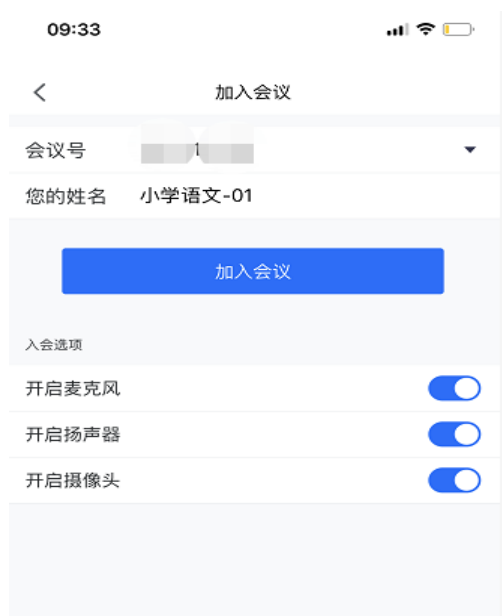 09:33
加入会议
会议号
您的姓名 小学语文-01
加入会议
入会选项
开启麦克风
开启扬声器
开启摄像头